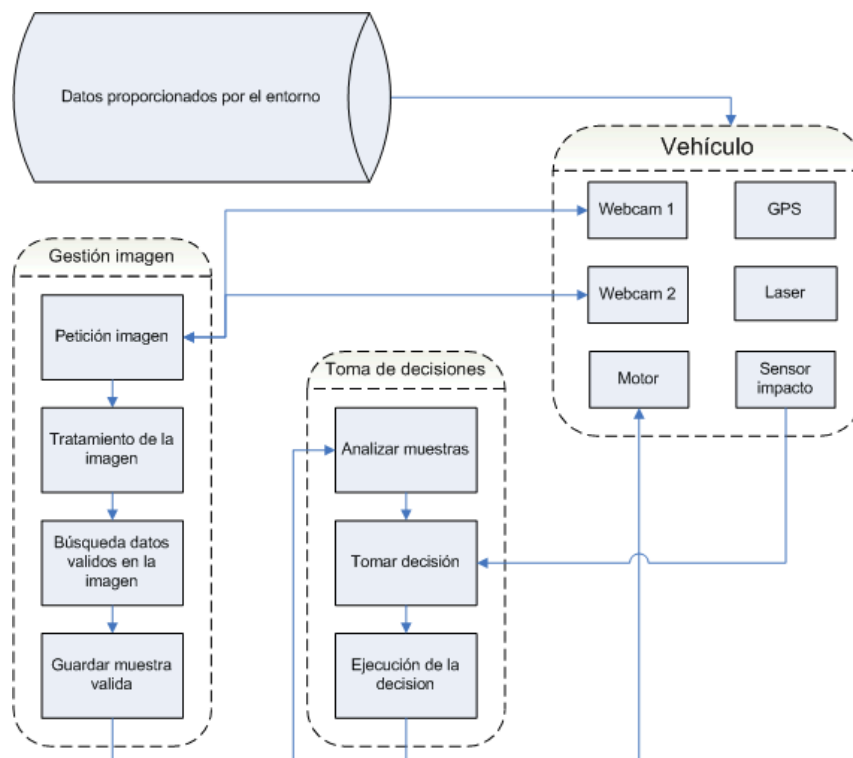 Datos proporcionados por el entorno
Vehículo
Webcam 1
GPS
Webcam 2
Laser
Motor
Sensor
impacto
Gestión imagen
Petición imagen
Tratamiento de la
imagen
Búsqueda datos
validos en la
imagen
Guardar muestra
valida
Toma de decisiones
Analizar muestras
Tomar decisión
Ejecución de la
decision